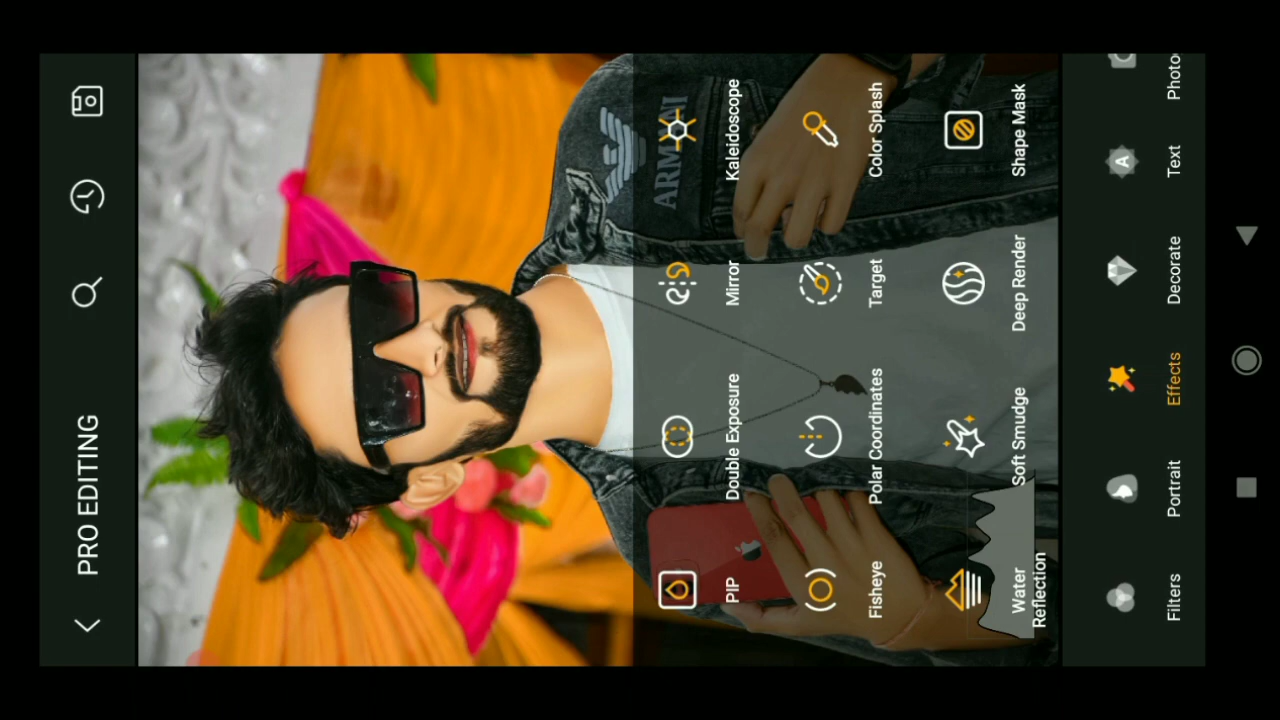 PRO EDITING
ARMANI
PIP
Double Exposure
Mirror
Kaleidoscope
Fisheye
Polar Coordinates
Target
Color Splash
Water
Reflection
Soft Smudge
Deep Render
Shape Mask
Filters
Portrait
Effects
Decorate
A
Text
Photo